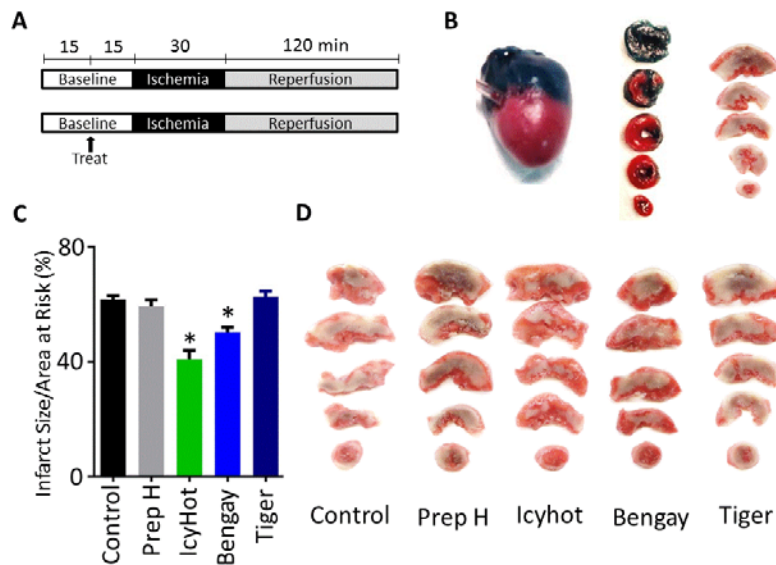 A
15 15 30 120 min
Baseline Ischemia Reperfusion
Baseline Ischemia Reperfusion
Treat
B
C
Infarct Size/Area at Risk (%)
80
40
0
* *
Control Prep H IcyHot Bengay Tiger
D
Control Prep H Icyhot Bengay Tiger